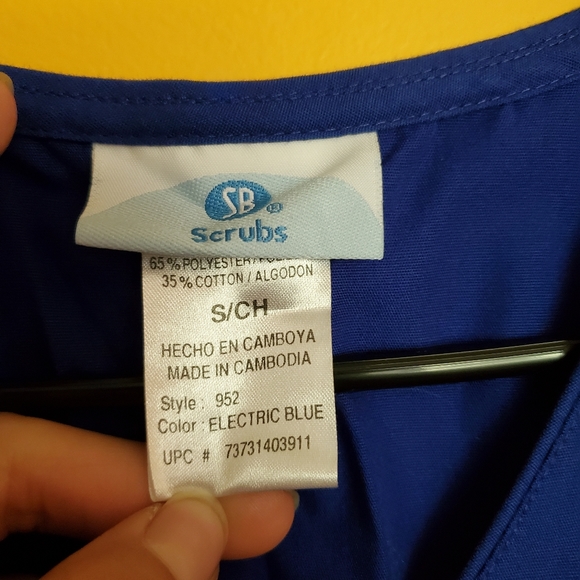 SB ®
Scrubs
65% POLYESTER/
35% COTTON / ALGODON
S/CH
HECHO EN CAMBOYA
MADE IN CAMBODIA
Style : 952
Color : ELECTRIC BLUE
UPC # 73731403911